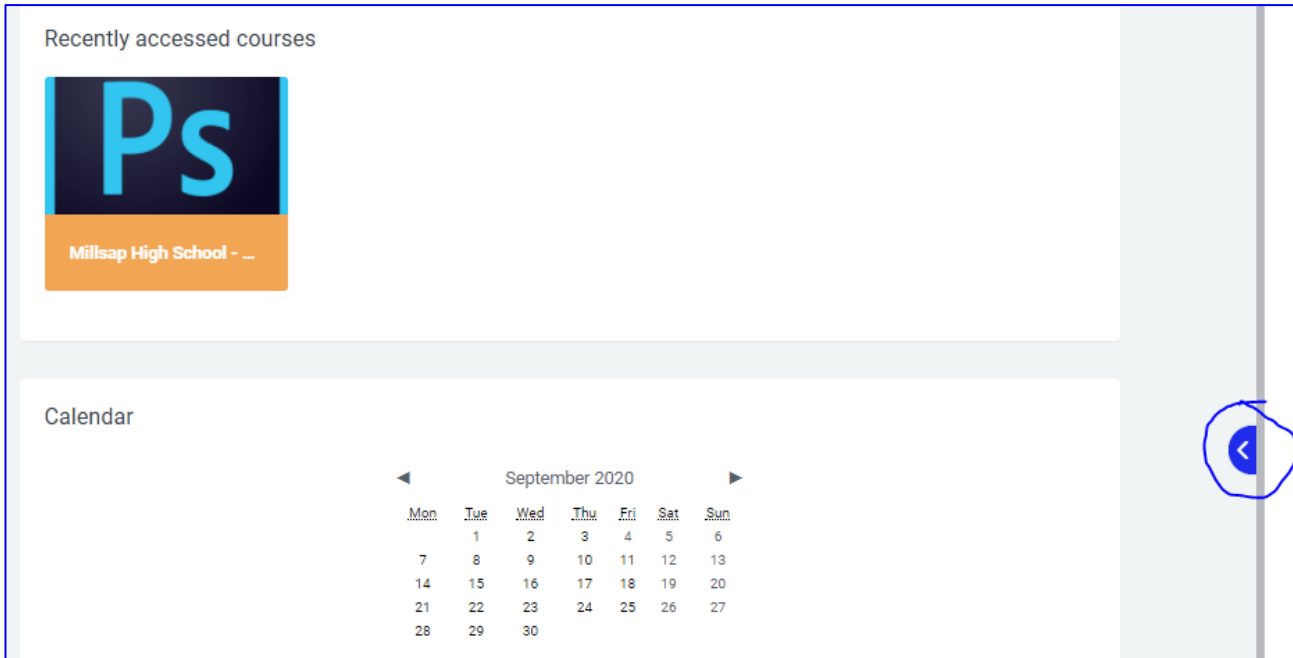 Recently accessed courses
Ps
Millsap High School - ...
Calendar
◄ September 2020 ►
Mon Tue Wed Thu Fri Sat Sun
1 2 3 4 5 6
7 8 9 10 11 12 13
14 15 16 17 18 19 20
21 22 23 24 25 26 27
28 29 30